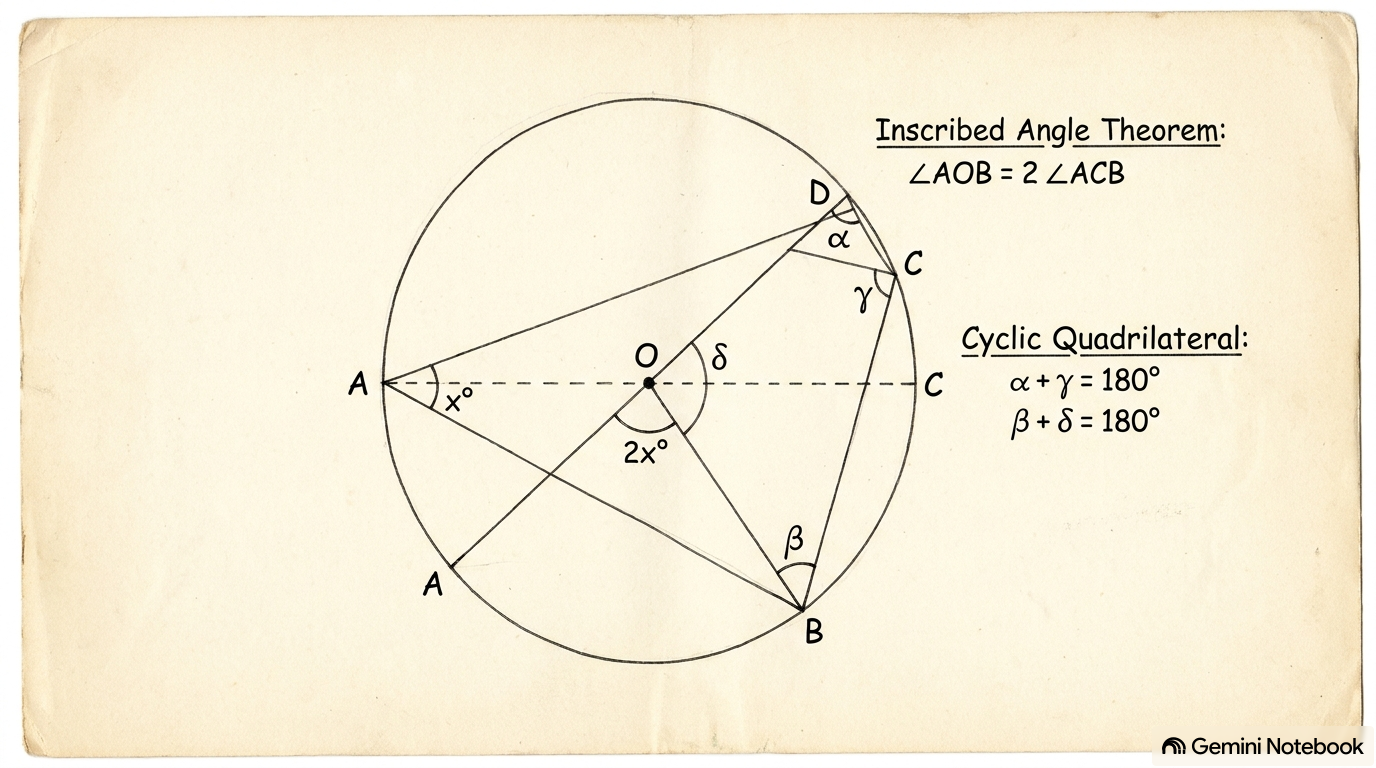 Inscribed Angle Theorem:
∠AOB = 2 ∠ACB
D
α
C
γ
Cyclic Quadrilateral:
α + γ = 180°
β + δ = 180°
O
δ
A
x°
C
2x°
β
A
B
Gemini Notebook